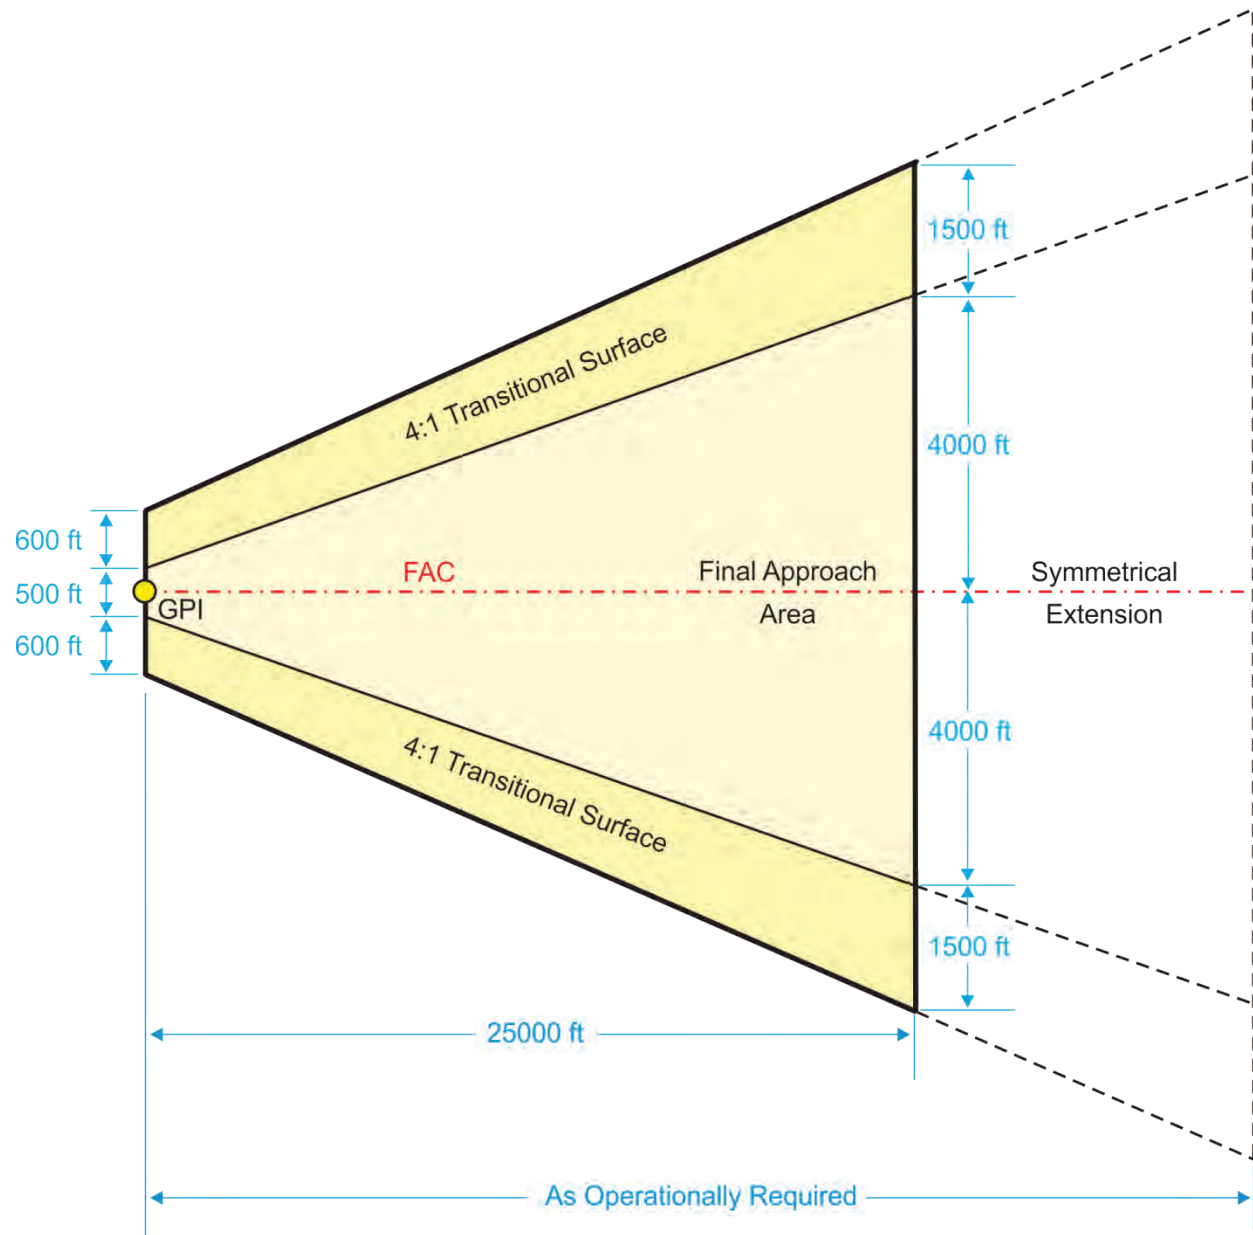 1500 ft
4:1 Transitional Surface
4000 ft
600 ft
500 ft
600 ft
GPI
FAC
Final Approach
Area
Symmetrical
Extension
4000 ft
4:1 Transitional Surface
1500 ft
25000 ft
As Operationally Required